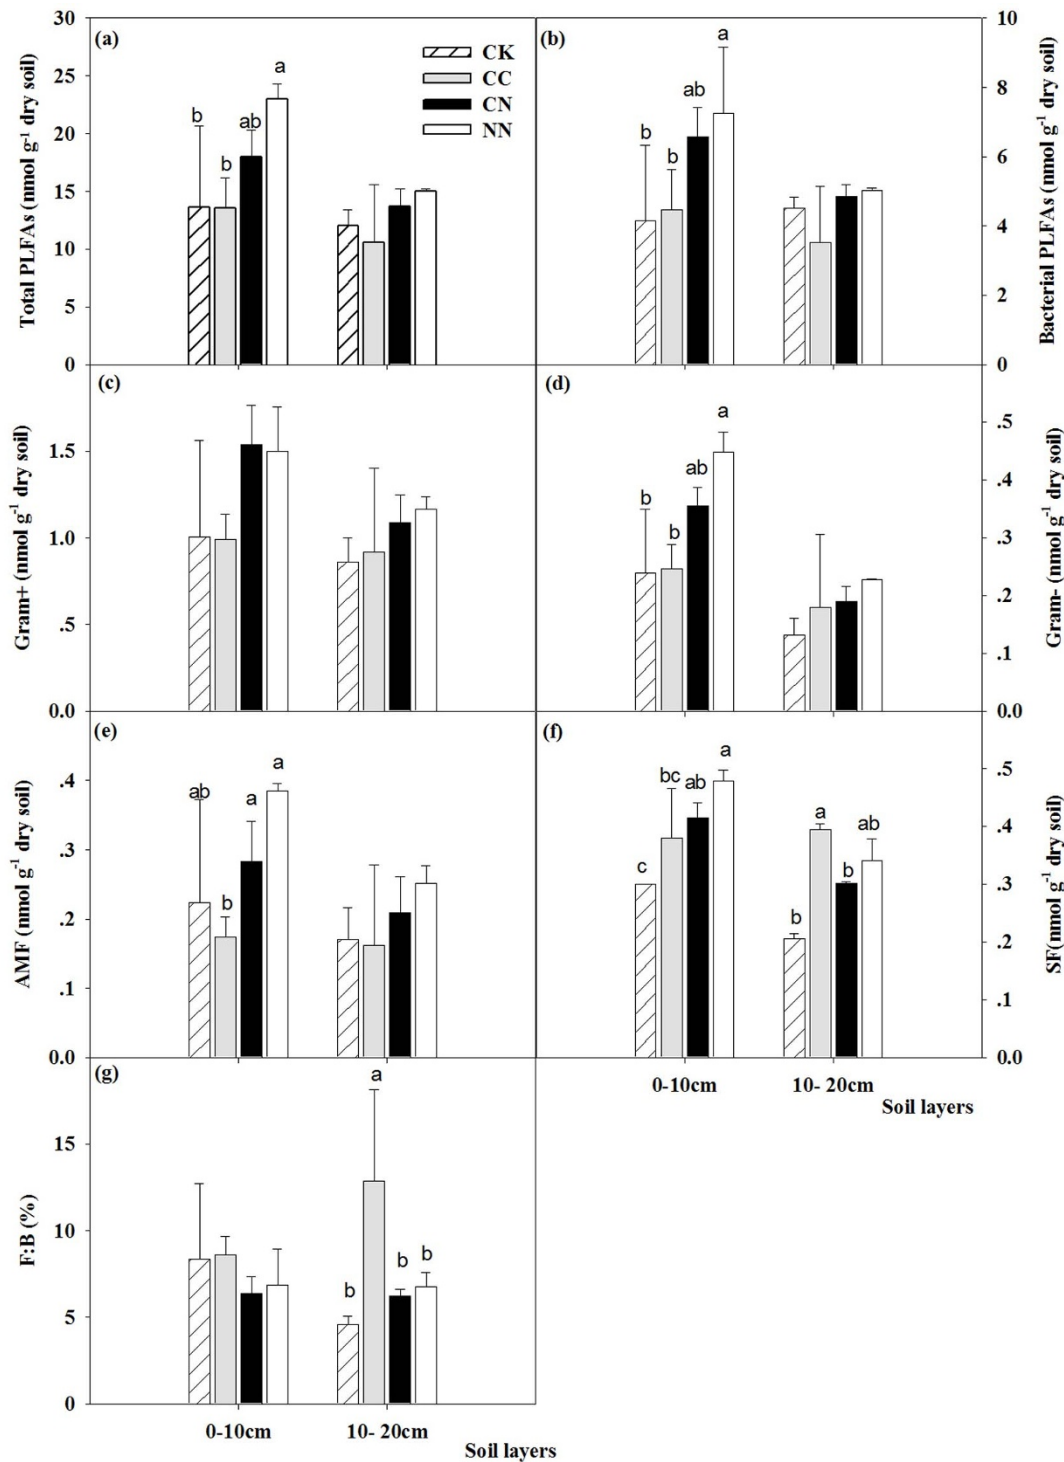 (a)
30
25
20
15
10
5
0
Total PLFAs (nmol g-1 dry soil)
CK
CC
CN
NN
b
b
ab
a
(b)
10
8
6
4
2
0
Bacterial PLFAs (nmol g-1 dry soil)
b
b
ab
a
(c)
1.5
1.0
.5
0.0
Gram+ (nmol g-1 dry soil)
(d)
.5
.4
.3
.2
.1
0.0
Gram- (nmol g-1 dry soil)
b
b
ab
a
(e)
.4
.3
.2
.1
0.0
AMF (nmol g-1 dry soil)
ab
b
a
a
(f)
.5
.4
.3
.2
.1
0.0
SF(nmol g-1 dry soil)
c
bc
ab
a
b
a
b
ab
0-10cm
10- 20cm
Soil layers
(g)
15
10
5
0
F:B (%)
b
a
b
b
0-10cm
10- 20cm
Soil layers